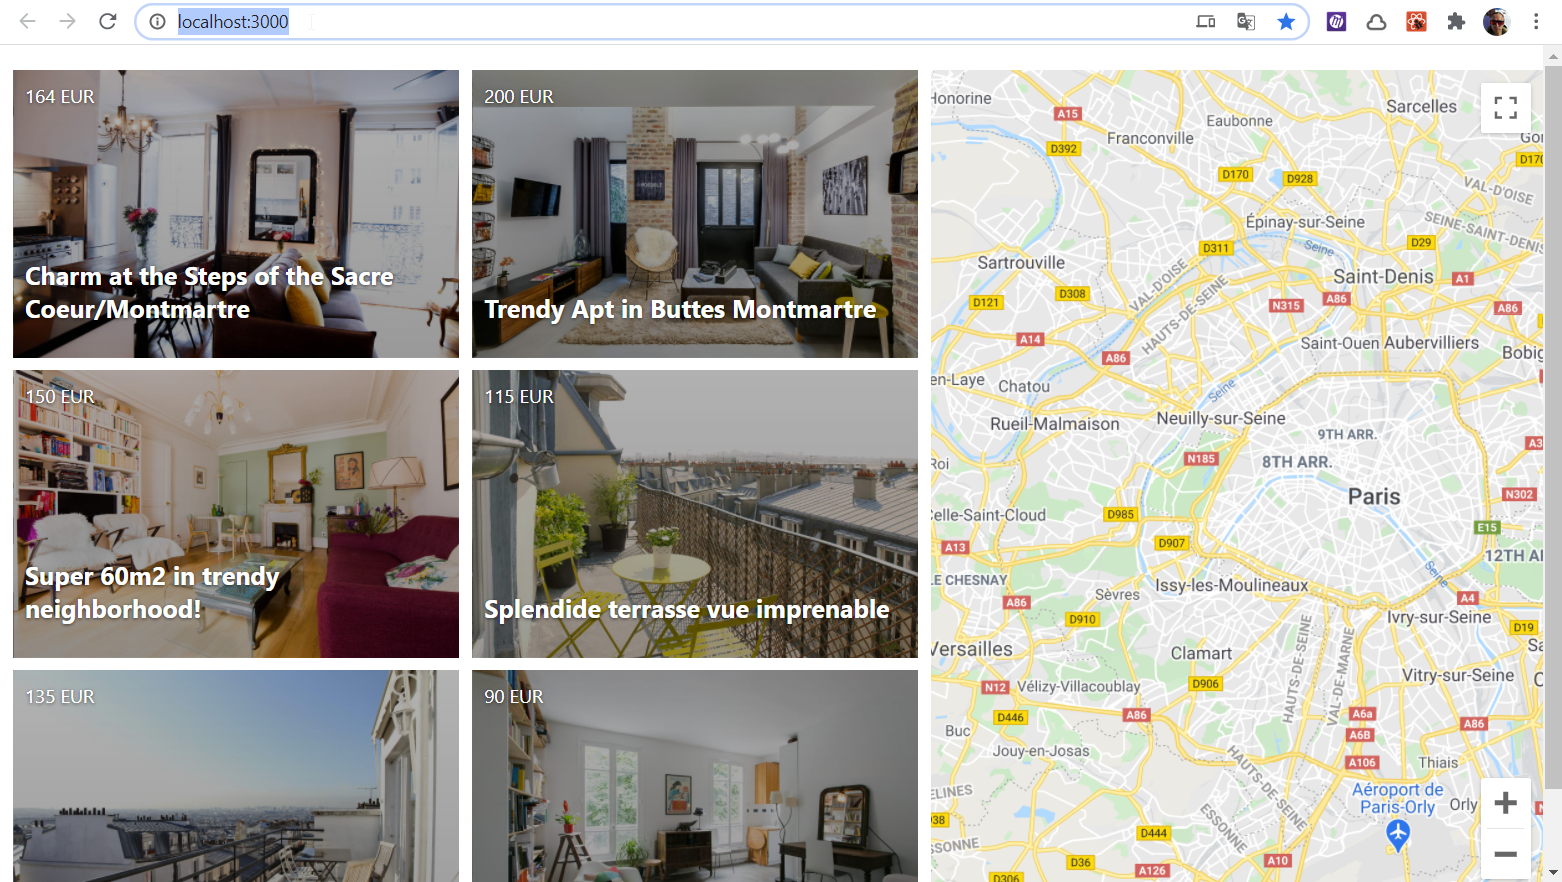 localhost:3000
164 EUR
Charm at the Steps of the Sacre
Coeur/Montmartre
200 EUR
Trendy Apt in Buttes Montmartre
150 EUR
Super 60m2 in trendy
neighborhood!
115 EUR
Splendide terrasse vue imprenable
135 EUR
90 EUR
Honorine
Sarcelles
A15
Eaubonne
Franconville
Gon
D392
D170
D170
D928
VAL-D'OISE
Épinay-sur-Seine
SEINE-SAINT-DENIS
D311
Seine
D29
Sartrouville
Saint-Denis
A1
VAL-D'OISE
HAUTS-DE-SEINE
D121
D308
N315
A86
A86
A14
Saint-Ouen
Aubervilliers
A86
Bobig
en-Laye
Chatou
Seine
Rueil-Malmaison
Neuilly-sur-Seine
9TH ARR.
A3
Roi
N185
8TH ARR.
Paris
N302
Celle-Saint-Cloud
D985
E15
A13
D907
12TH AR
LE CHESNAY
Sèvres
Issy-les-Moulineaux
Seine
A86
A4
D910
Ivry-sur-Seine
D19
Versailles
Clamart
HAUTS-DE-SEINE
VAL-DE-MARNE
N12
Vélizy-Villacoublay
D906
Vitry-sur-Seine
D446
A86
A6a
A86
Buc
A6B
Jouy-en-Josas
HAUTS-DE-SEINE
ESSONNE
A106
Thiais
Aéroport de
Paris-Orly
Orly
YVELINES
ESSONNE
D38
D444
D36
A10
A126
D306